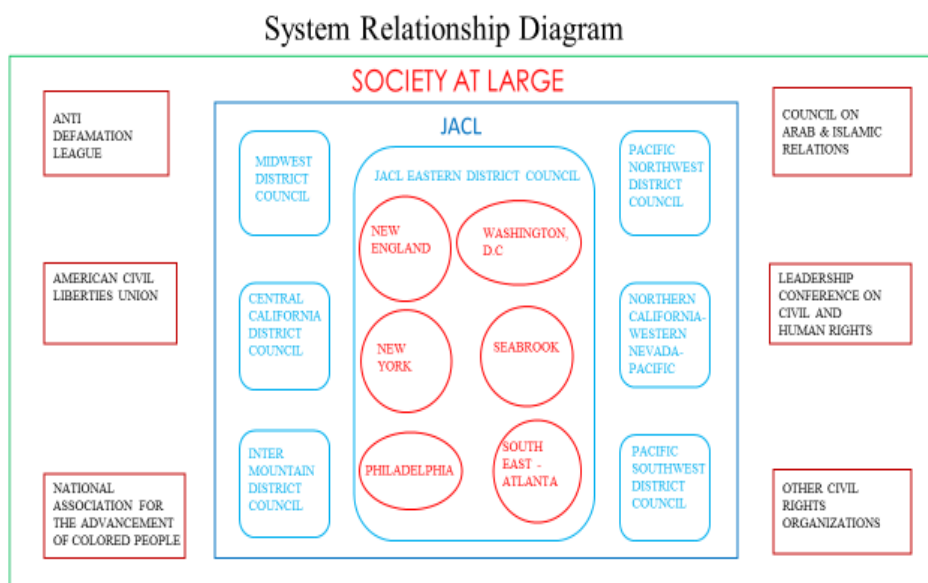 System Relationship Diagram
SOCIETY AT LARGE
ANTI
DEFAMATION
LEAGUE
AMERICAN CIVIL
LIBERTIES UNION
NATIONAL
ASSOCIATION FOR
THE ADVANCEMENT
OF COLORED PEOPLE
JACL
MIDWEST
DISTRICT
COUNCIL
CENTRAL
CALIFORNIA
DISTRICT
COUNCIL
INTER
MOUNTAIN
DISTRICT
COUNCIL
JACL EASTERN DISTRICT COUNCIL
NEW
ENGLAND
WASHINGTON,
D.C
NEW
YORK
SEABROOK
PHILADELPHIA
SOUTH
EAST -
ATLANTA
PACIFIC
NORTHWEST
DISTRICT
COUNCIL
NORTHERN
CALIFORNIA-
WESTERN
NEVADA-
PACIFIC
PACIFIC
SOUTHWEST
DISTRICT
COUNCIL
COUNCIL ON
ARAB & ISLAMIC
RELATIONS
LEADERSHIP
CONFERENCE ON
CIVIL AND
HUMAN RIGHTS
OTHER CIVIL
RIGHTS
ORGANIZATIONS